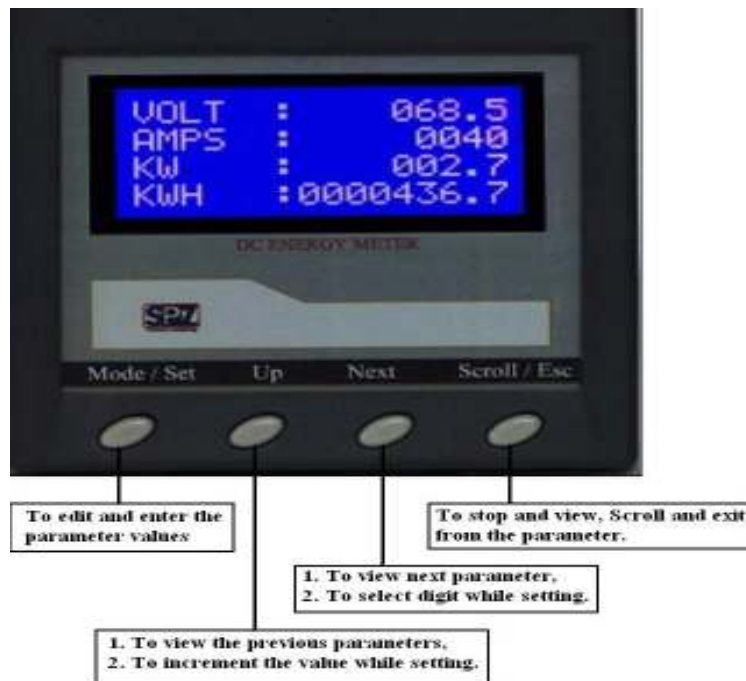 VOLT : 068.5
AMPS : 0040
KW : 002.7
KWH :0000436.7
DC ENERGY METER
Mode / Set Up Next Scroll / Esc
To edit and enter the
parameter values
To stop and view, Scroll and exit
from the parameter.
1. To view next parameter,
2. To select digit while setting.
1. To view the previous parameters,
2. To increment the value while setting.